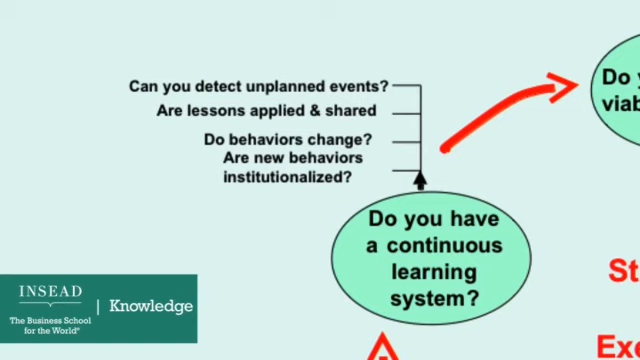 Can you detect unplanned events?
Are lessons applied & shared
Do behaviors change?
Are new behaviors
institutionalized?
Do you have
a continuous
learning
system?
Do
viab
St
Exe
INSEAD
The Business School
for the World®
Knowledge